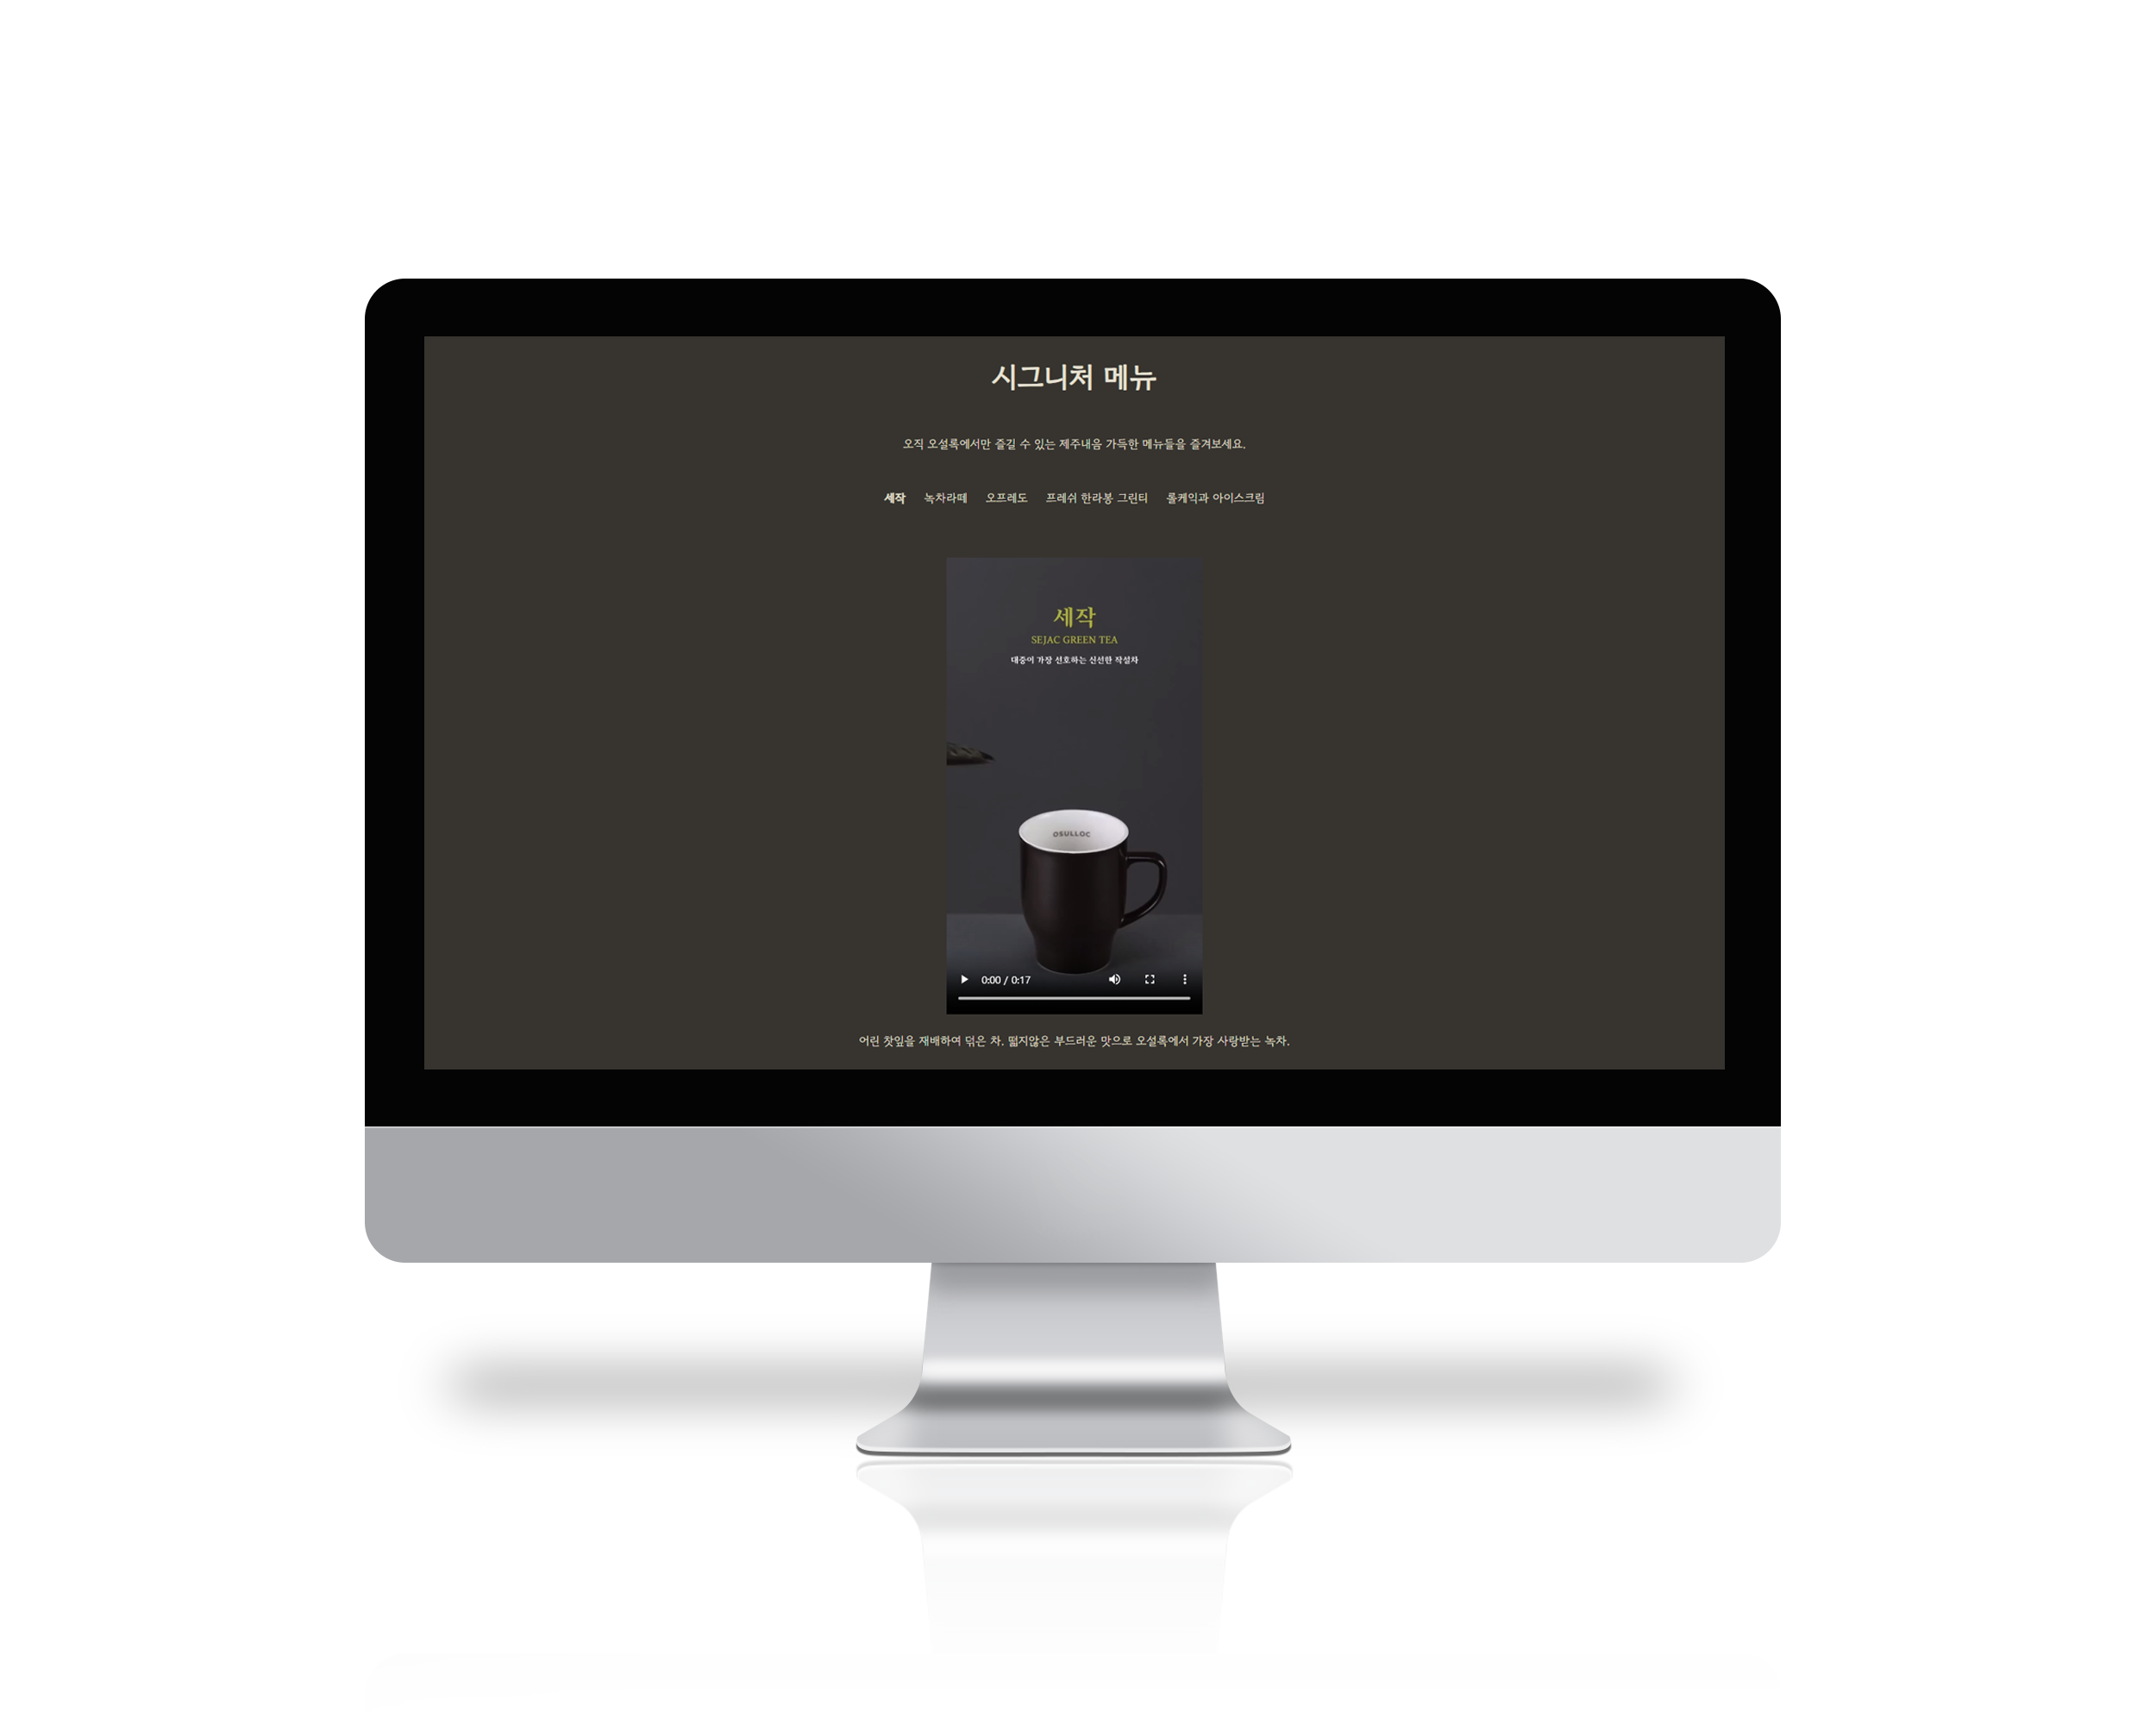 시그니처 메뉴
오직 오설록에서만 즐길 수 있는 제주내음 가득한 메뉴들을 즐겨보세요.
세작 녹차라떼 오프레도 프레쉬 한라봉 그린티 롤케익과 아이스크림
세작
SEJAC GREEN TEA
대중이 가장 선호하는 신선한 작설차
OSULLOC
0:00 / 0:17
어린 찻잎을 재배하여 덖은 차. 떫지않은 부드러운 맛으로 오설록에서 가장 사랑받는 녹차.